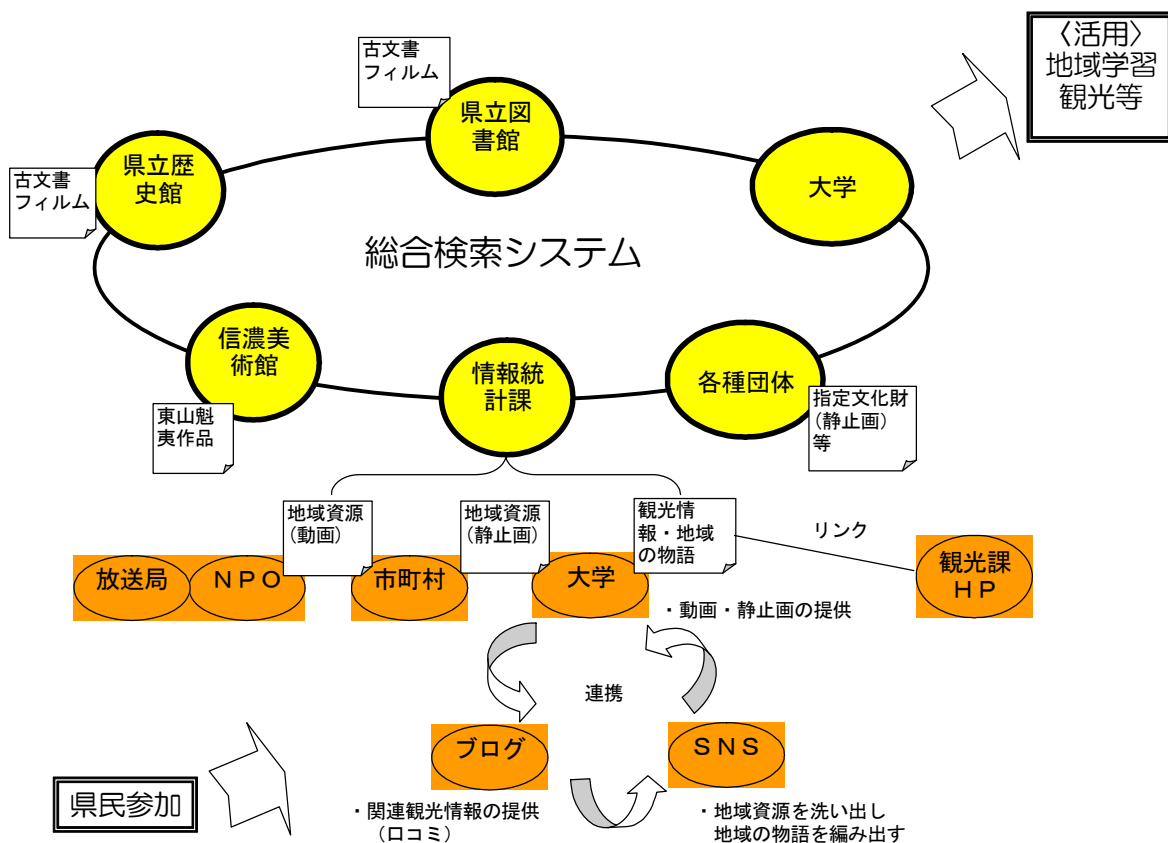 〈活用〉
地域学習
観光等
古文書
フィルム
県立図
書館
県立歴
史館
古文書
フィルム
大学
総合検索システム
信濃美
術館
東山魁
夷作品
情報統
計課
各種団体
指定文化財
(静止画)
等
地域資源
(動画)
地域資源
(静止画)
観光情
報・地域
の物語
リンク
放送局
ＮＰＯ
市町村
大学
観光課
ＨＰ
・動画・静止画の提供
連携
ブログ
ＳＮＳ
県民参加
・関連観光情報の提供
（口コミ）
・地域資源を洗い出し
地域の物語を編み出す